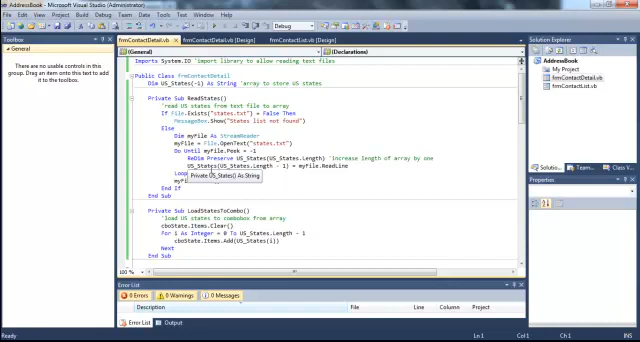 AddressBook - Microsoft Visual Studio (Administrator)
File Edit View Project Build Debug Team Data Tools Test Window Help
Debug
Toolbox
General
There are no usable controls in this
group. Drag an item onto this text to add
it to the toolbox.
frmContactDetail.vb frmContactDetail.vb [Design] frmContactList.vb [Design]
(General) (Declarations)
Imports System.IO 'import library to allow reading text files
Public Class frmContactDetail
Dim US_States(-1) As String 'array to store US states
Private Sub ReadStates()
'read US states from text file to array
If File.Exists("states.txt") = False Then
MessageBox.Show("States list not found")
Else
Dim myFile As StreamReader
myFile = File.OpenText("states.txt")
Do Until myFile.Peek = -1
ReDim Preserve US_States(US_States.Length) 'increase length of array by one
US_States(US_States.Length - 1) = myFile.ReadLine
Loop
Private US_States() As String
End If
End Sub
Private Sub LoadStatesToCombo()
'load US states to combobox from array
cboState.Items.Clear()
For i As Integer = 0 To US_States.Length - 1
cboState.Items.Add(US_States(i))
Next
End Sub
100 %
Error List
0 Errors 0 Warnings 0 Messages
Description File Line Column Project
Error List Output
Solution Explorer
AddressBook
My Project
frmContactDetail.vb
frmContactList.vb
Solution... Team... Class...
Properties
Ready Ln 1 Col 1 Ch 1